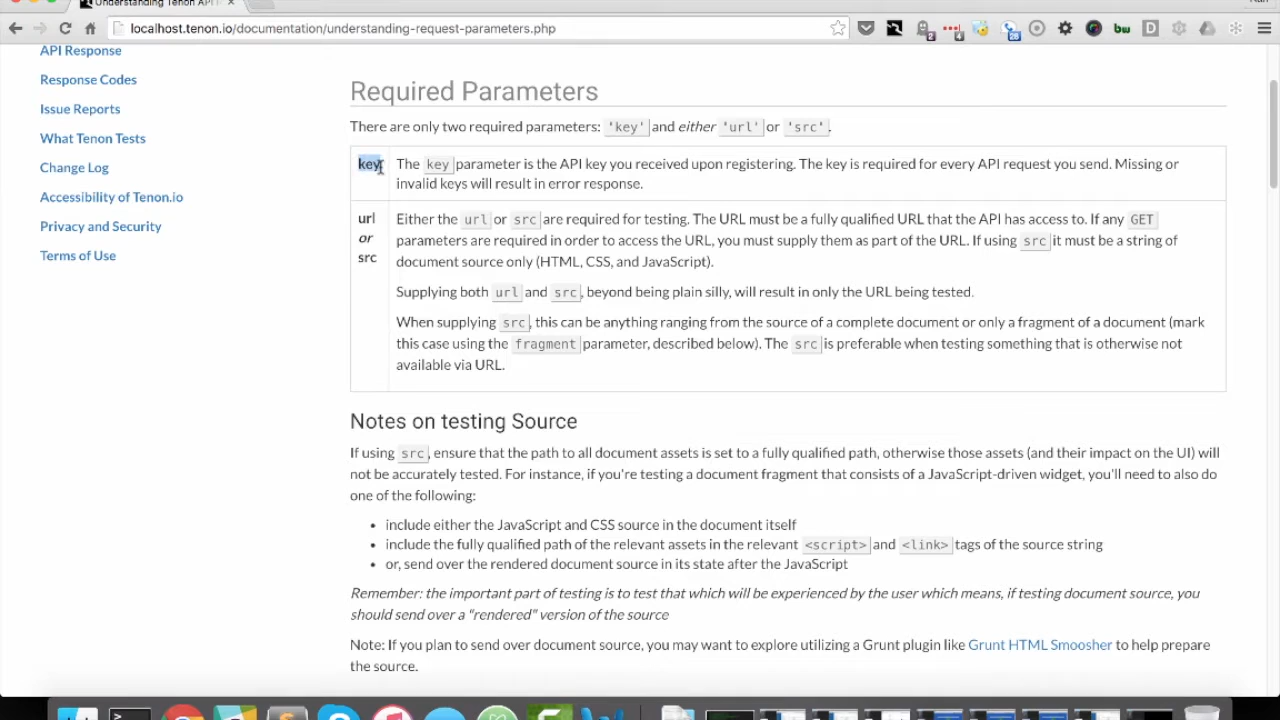 Understanding Tenon API
localhost.tenon.io/documentation/understanding-request-parameters.php
2
4
28
bw
D
API Response
Response Codes
Issue Reports
What Tenon Tests
Change Log
Accessibility of Tenon.io
Privacy and Security
Terms of Use
Required Parameters
There are only two required parameters: 'key' and either 'url' or 'src'.
key The key parameter is the API key you received upon registering. The key is required for every API request you send. Missing or
invalid keys will result in error response.
url Either the url or src are required for testing. The URL must be a fully qualified URL that the API has access to. If any GET
or parameters are required in order to access the URL, you must supply them as part of the URL. If using src it must be a string of
src document source only (HTML, CSS, and JavaScript).
Supplying both url and src, beyond being plain silly, will result in only the URL being tested.
When supplying src, this can be anything ranging from the source of a complete document or only a fragment of a document (mark
this case using the fragment parameter, described below). The src is preferable when testing something that is otherwise not
available via URL.
Notes on testing Source
If using src, ensure that the path to all document assets is set to a fully qualified path, otherwise those assets (and their impact on the UI) will
not be accurately tested. For instance, if you're testing a document fragment that consists of a JavaScript-driven widget, you'll need to also do
one of the following:
• include either the JavaScript and CSS source in the document itself
• include the fully qualified path of the relevant assets in the relevant <script> and <link> tags of the source string
• or, send over the rendered document source in its state after the JavaScript
Remember: the important part of testing is to test that which will be experienced by the user which means, if testing document source, you
should send over a "rendered" version of the source
Note: If you plan to send over document source, you may want to explore utilizing a Grunt plugin like Grunt HTML Smoosher to help prepare
the source.